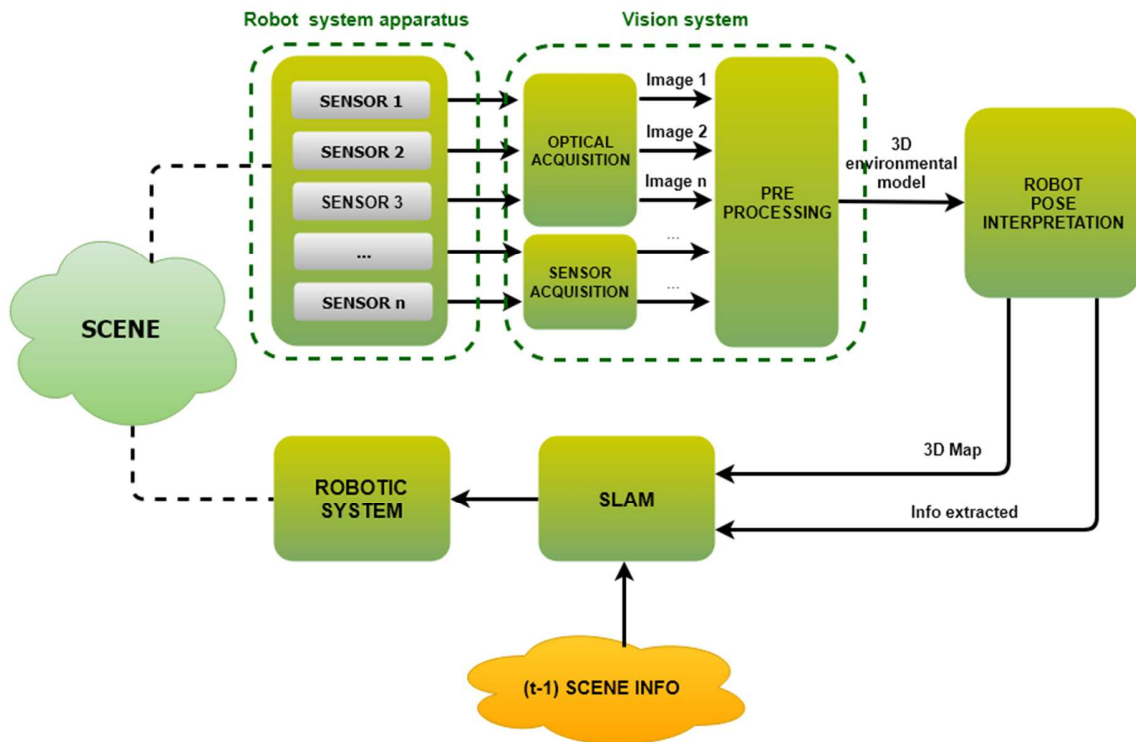 Robot system apparatus
Vision system
SENSOR 1
SENSOR 2
SENSOR 3
...
SENSOR n
OPTICAL
ACQUISITION
SENSOR
ACQUISITION
Image 1
Image 2
Image n
...
...
PRE
PROCESSING
3D
environmental
model
ROBOT
POSE
INTERPRETATION
SCENE
3D Map
Info extracted
SLAM
ROBOTIC
SYSTEM
(t-1) SCENE INFO